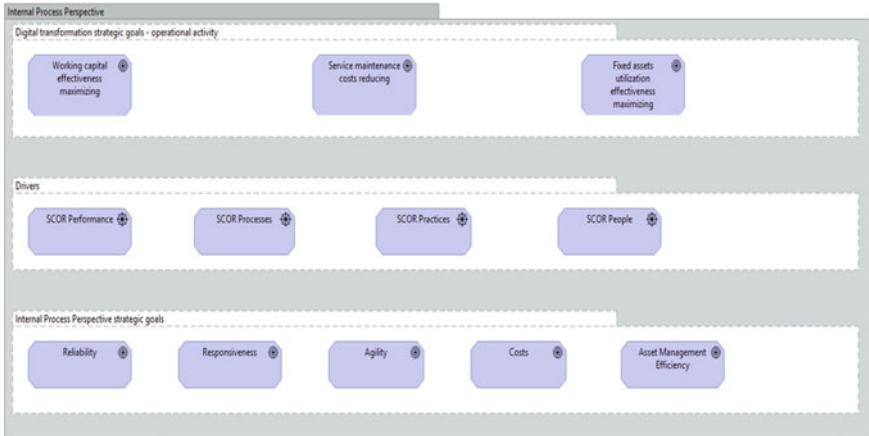 Internal Process Perspective
Digital transformation strategic goals - operational activity
Working capital
effectiveness
maximizing
Service maintenance
costs reducing
Fixed assets
utilization
effectiveness
maximizing
Drivers
SCOR Performance
SCOR Processes
SCOR Practices
SCOR People
Internal Process Perspective strategic goals
Reliability
Responsiveness
Agility
Costs
Asset Management
Efficiency